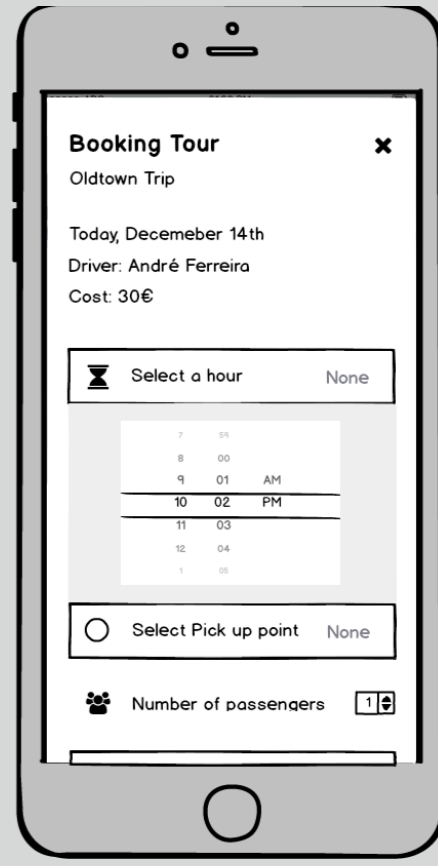 Booking Tour
Oldtown Trip
Today, Decemeber 14th
Driver: André Ferreira
Cost: 30€
Select a hour None
7 59
8 00
9 01 AM
10 02 PM
11 03
12 04
1 05
Select Pick up point None
Number of passengers 1